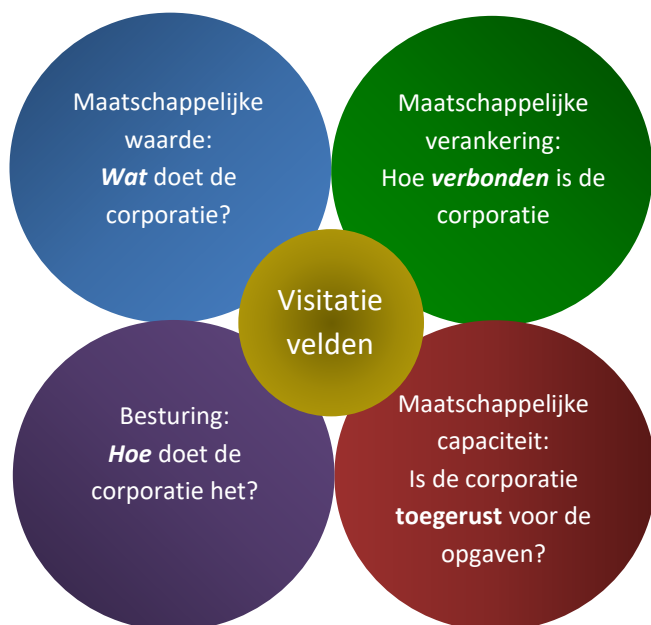 Maatschappelijke
waarde:
Wat doet de
corporatie?
Maatschappelijke
verankering:
Hoe verbonden is de
corporatie
Visitatie
velden
Besturing:
Hoe doet de
corporatie het?
Maatschappelijke
capaciteit:
Is de corporatie
toegerust voor de
opgaven?